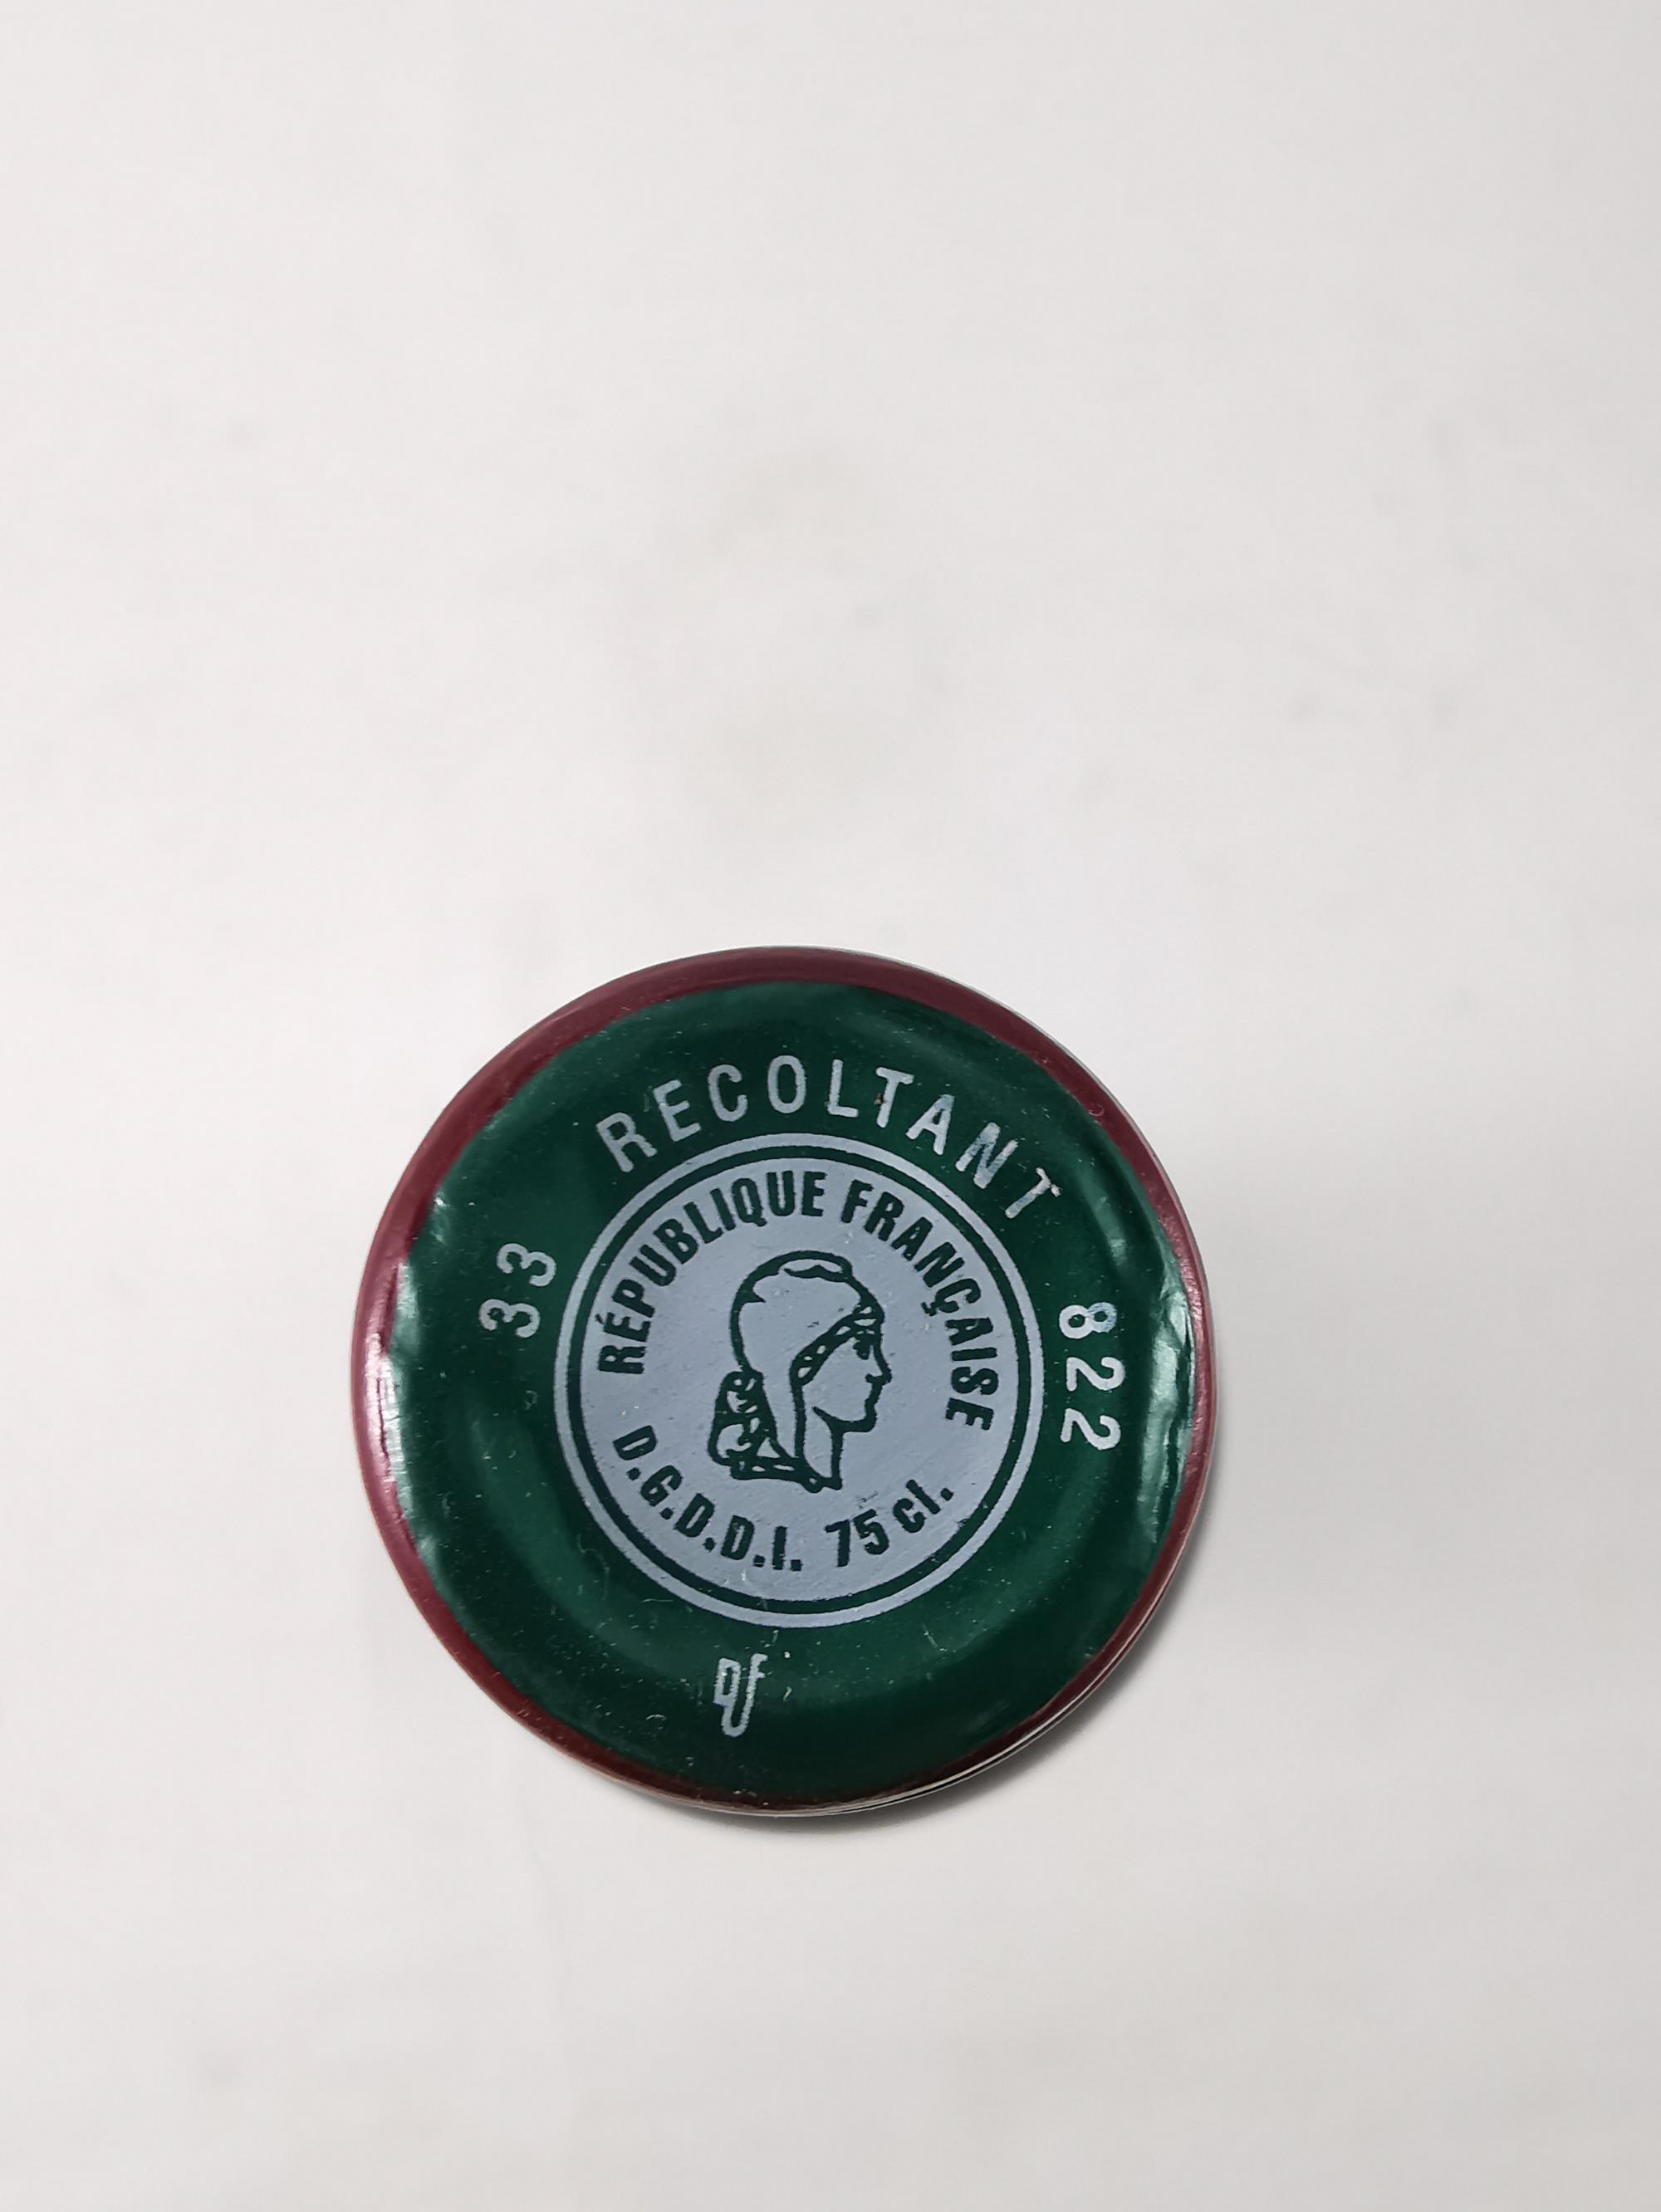 RECOLTANT
33
822
RÉPUBLIQUE FRANÇAISE
D.G.D.D.I. 75 cl.